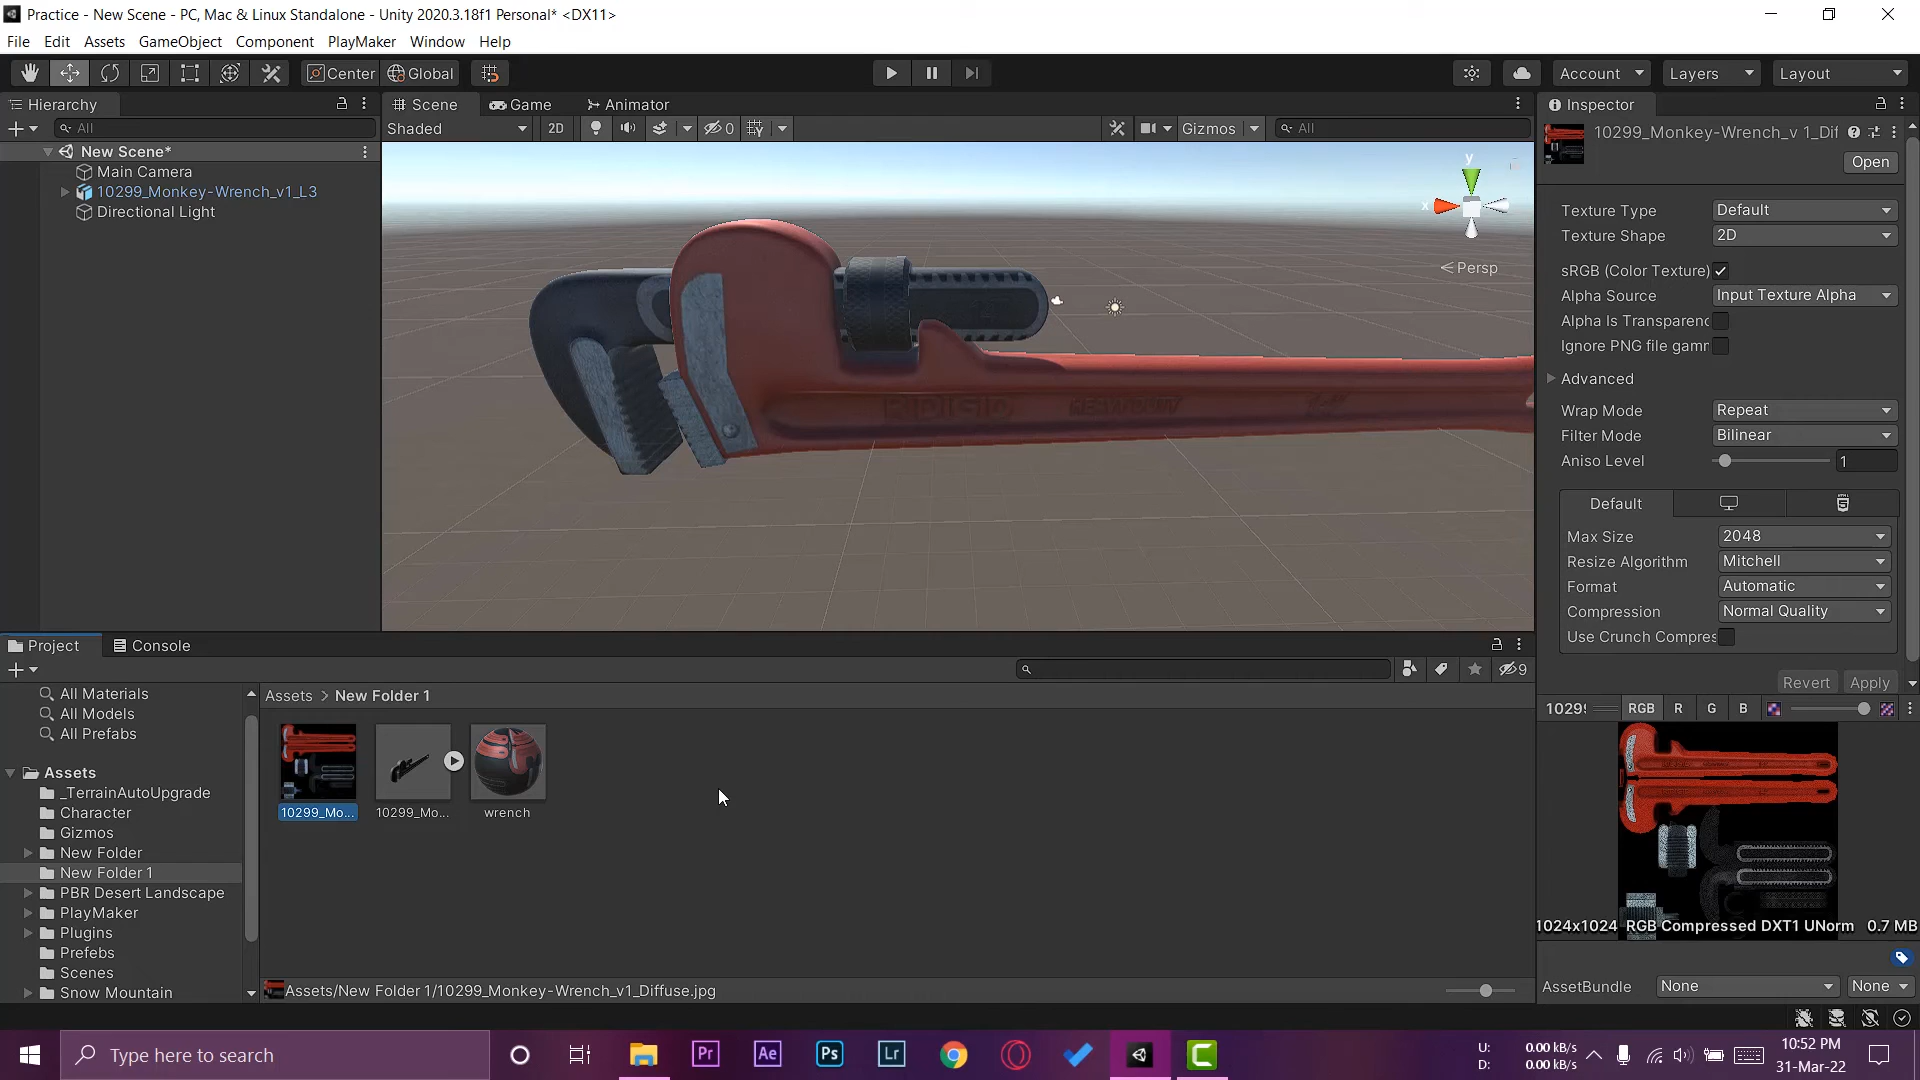 Practice - New Scene - PC, Mac & Linux Standalone - Unity 2020.3.18f1 Personal* <DX11>
File Edit Assets GameObject Component PlayMaker Window Help
Center Global Account Layers Layout
Hierarchy
All
New Scene*
Main Camera
10299_Monkey-Wrench_v1_L3
Directional Light
Scene Game Animator
Shaded 2D 0 Gizmos All
y
x
Persp
RIDGID
Inspector
10299_Monkey-Wrench_v 1_Dif
Open
Texture Type Default
Texture Shape 2D
sRGB (Color Texture)
Alpha Source Input Texture Alpha
Alpha Is Transparenc
Ignore PNG file gamr
Advanced
Wrap Mode Repeat
Filter Mode Bilinear
Aniso Level 1
Default
Max Size 2048
Resize Algorithm Mitchell
Format Automatic
Compression Normal Quality
Use Crunch Compres
Revert Apply
1029 RGB R G B
1024x1024 RGB Compressed DXT1 UNorm 0.7 MB
AssetBundle None None
Project Console
9
All Materials
All Models
All Prefabs
Assets
_TerrainAutoUpgrade
Character
Gizmos
New Folder
New Folder 1
PBR Desert Landscape
PlayMaker
Plugins
Prefebs
Scenes
Snow Mountain
Assets > New Folder 1
10299_Mo... 10299_Mo... wrench
Assets/New Folder 1/10299_Monkey-Wrench_v1_Diffuse.jpg
Type here to search
Pr Ae Ps Lr
U: 0.00 kB/s
D: 0.00 kB/s
10:52 PM
31-Mar-22